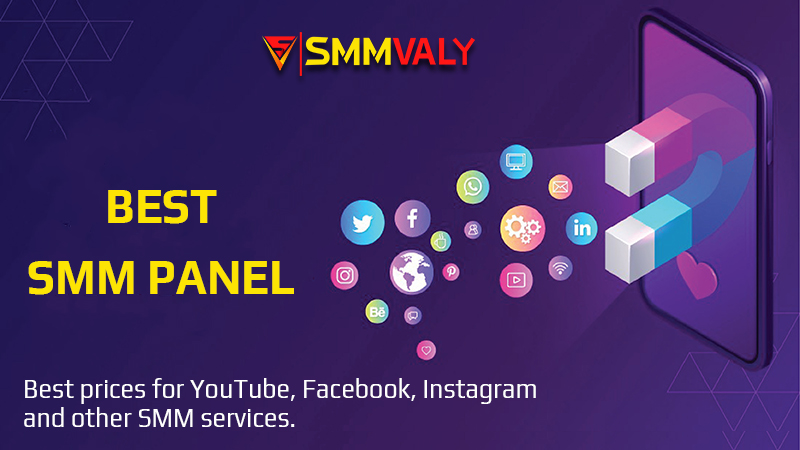 SMMVALY
BEST
SMM PANEL
Best prices for YouTube, Facebook, Instagram
and other SMM services.